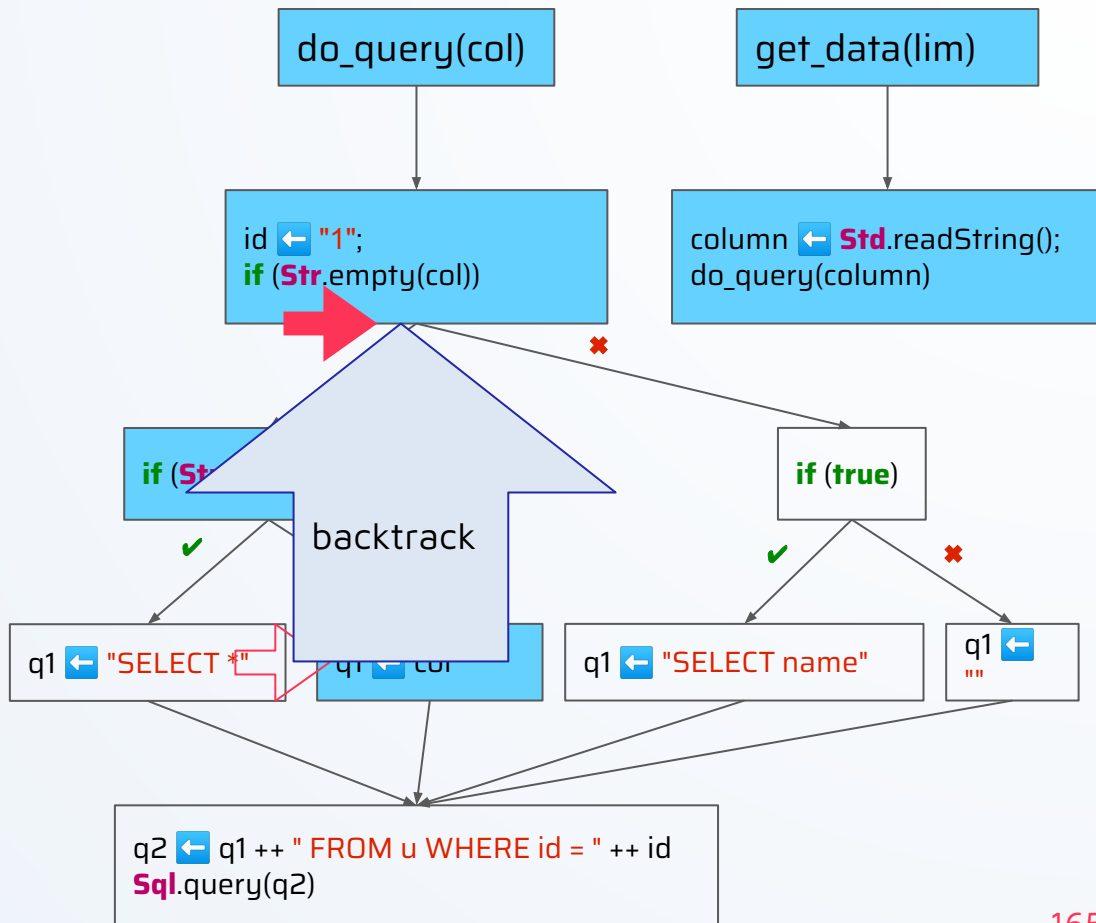 do_query(col)
get_data(lim)
id ⬅ "1";
if (Str.empty(col))
column ⬅ Std.readString();
do_query(column)
✖
if (
if (true)
backtrack
✔
✔
✖
q1 ⬅ "SELECT *"
q1 ⬅ col
q1 ⬅ "SELECT name"
q1 ⬅
""
q2 ⬅ q1 ++ " FROM u WHERE id = " ++ id
Sql.query(q2)
165